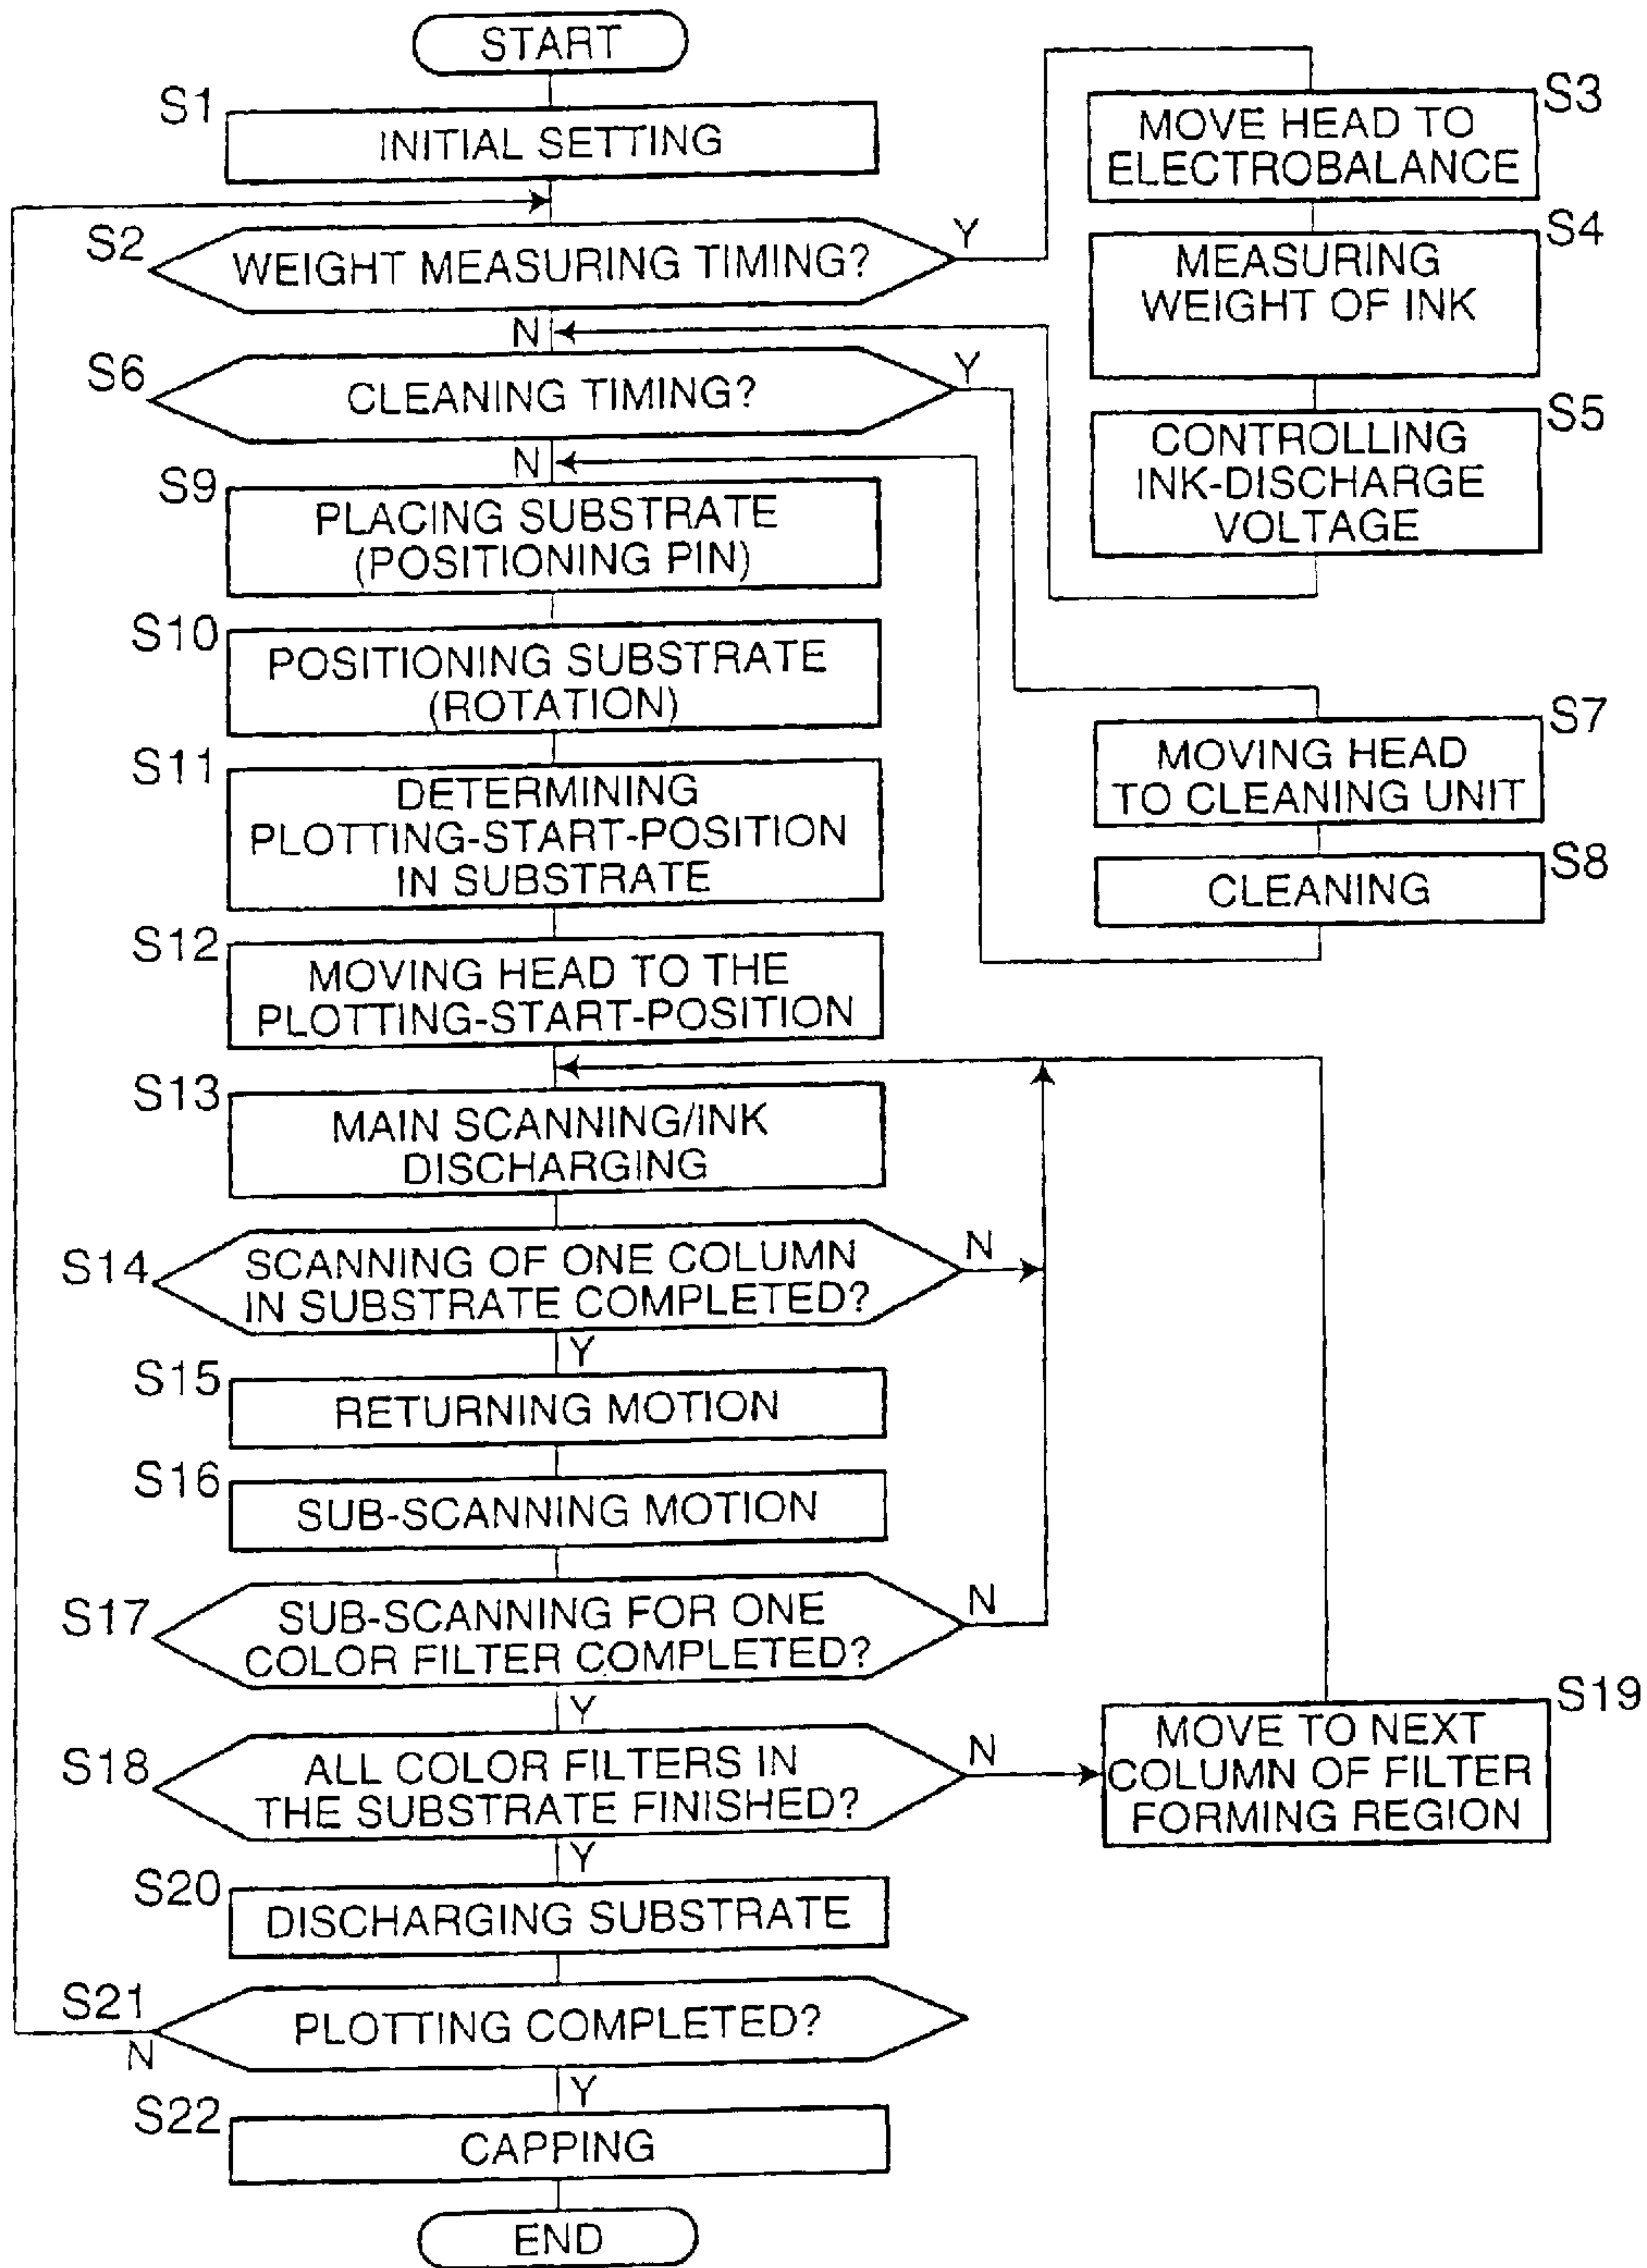 START
S1
INITIAL SETTING
S2
WEIGHT MEASURING TIMING?
Y
N
S3
MOVE HEAD TO
ELECTROBALANCE
S4
MEASURING
WEIGHT OF INK
S5
CONTROLLING
INK-DISCHARGE
VOLTAGE
S6
CLEANING TIMING?
Y
N
S7
MOVING HEAD
TO CLEANING UNIT
S8
CLEANING
S9
PLACING SUBSTRATE
(POSITIONING PIN)
S10
POSITIONING SUBSTRATE
(ROTATION)
S11
DETERMINING
PLOTTING-START-POSITION
IN SUBSTRATE
S12
MOVING HEAD TO THE
PLOTTING-START-POSITION
S13
MAIN SCANNING/INK
DISCHARGING
S14
SCANNING OF ONE COLUMN
IN SUBSTRATE COMPLETED?
N
Y
S15
RETURNING MOTION
S16
SUB-SCANNING MOTION
S17
SUB-SCANNING FOR ONE
COLOR FILTER COMPLETED?
N
Y
S18
ALL COLOR FILTERS IN
THE SUBSTRATE FINISHED?
N
Y
S19
MOVE TO NEXT
COLUMN OF FILTER
FORMING REGION
S20
DISCHARGING SUBSTRATE
S21
PLOTTING COMPLETED?
N
Y
S22
CAPPING
END